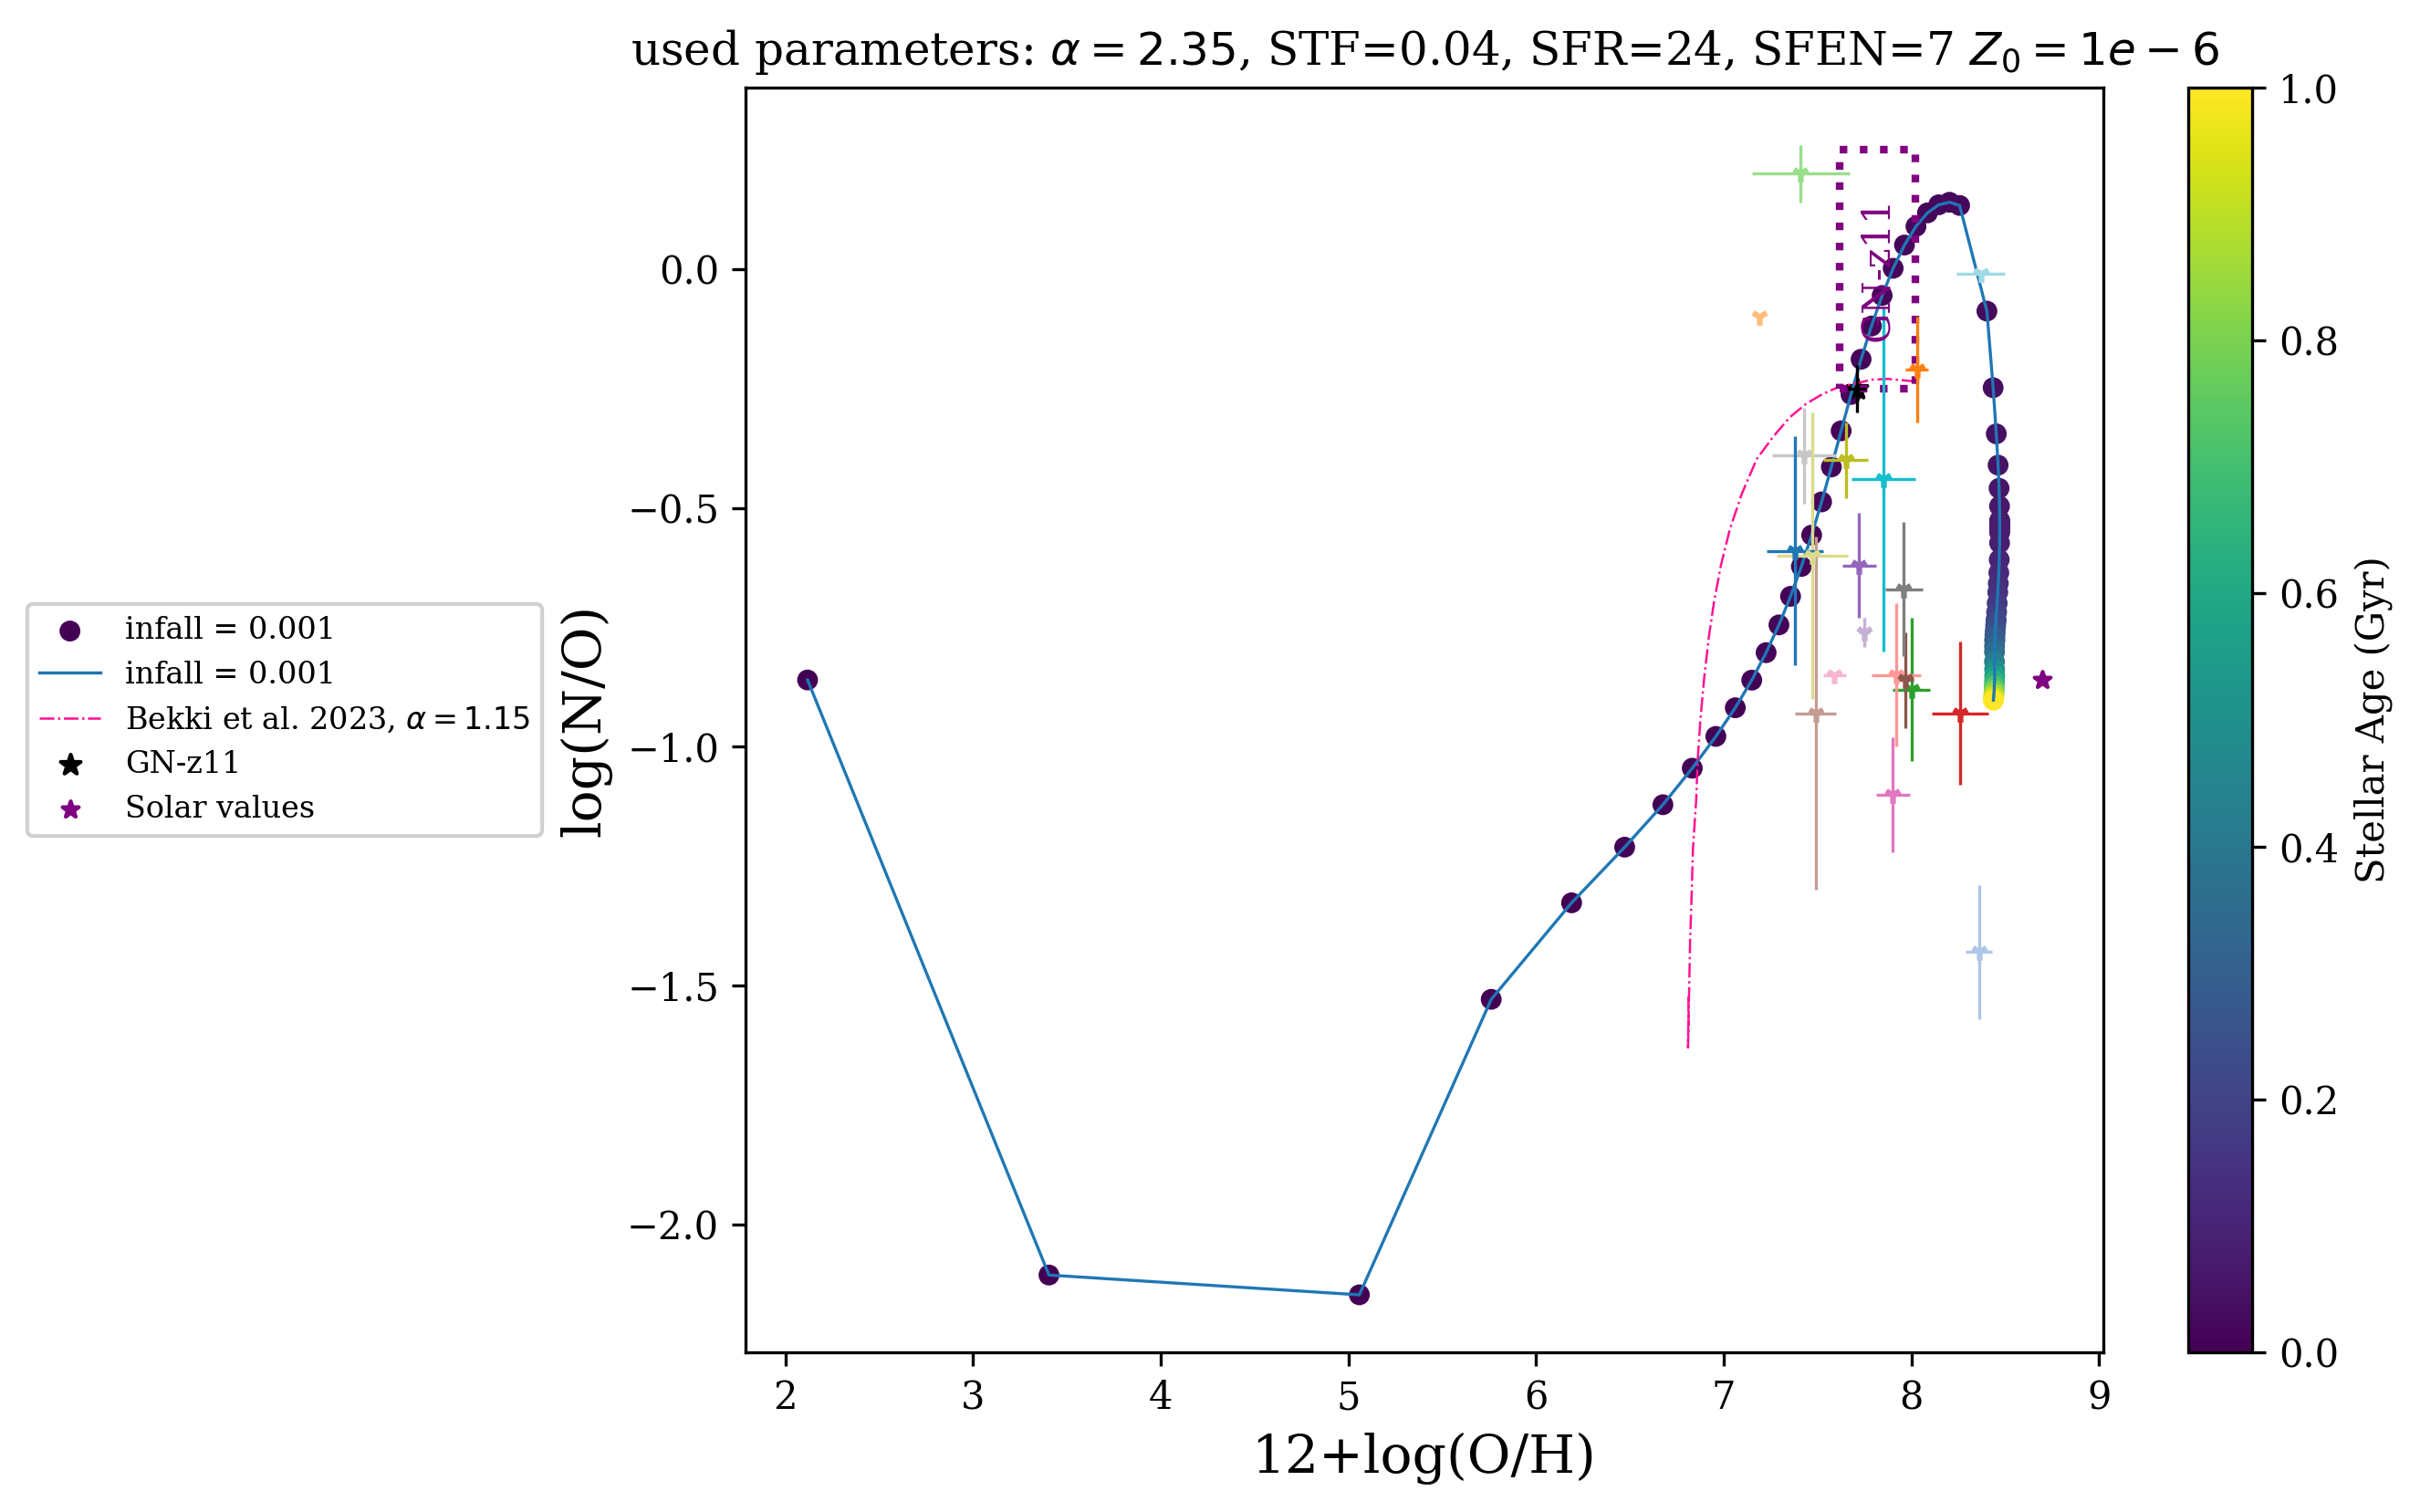 used parameters: α = 2.35, STF=0.04, SFR=24, SFEN=7 Z₀ = 1e − 6
infall = 0.001
infall = 0.001
Bekki et al. 2023, α = 1.15
GN-z11
Solar values
log(N/O)
0.0
−0.5
−1.0
−1.5
−2.0
GN-z11
2 3 4 5 6 7 8 9
12+log(O/H)
1.0
0.8
0.6
0.4
0.2
0.0
Stellar Age (Gyr)